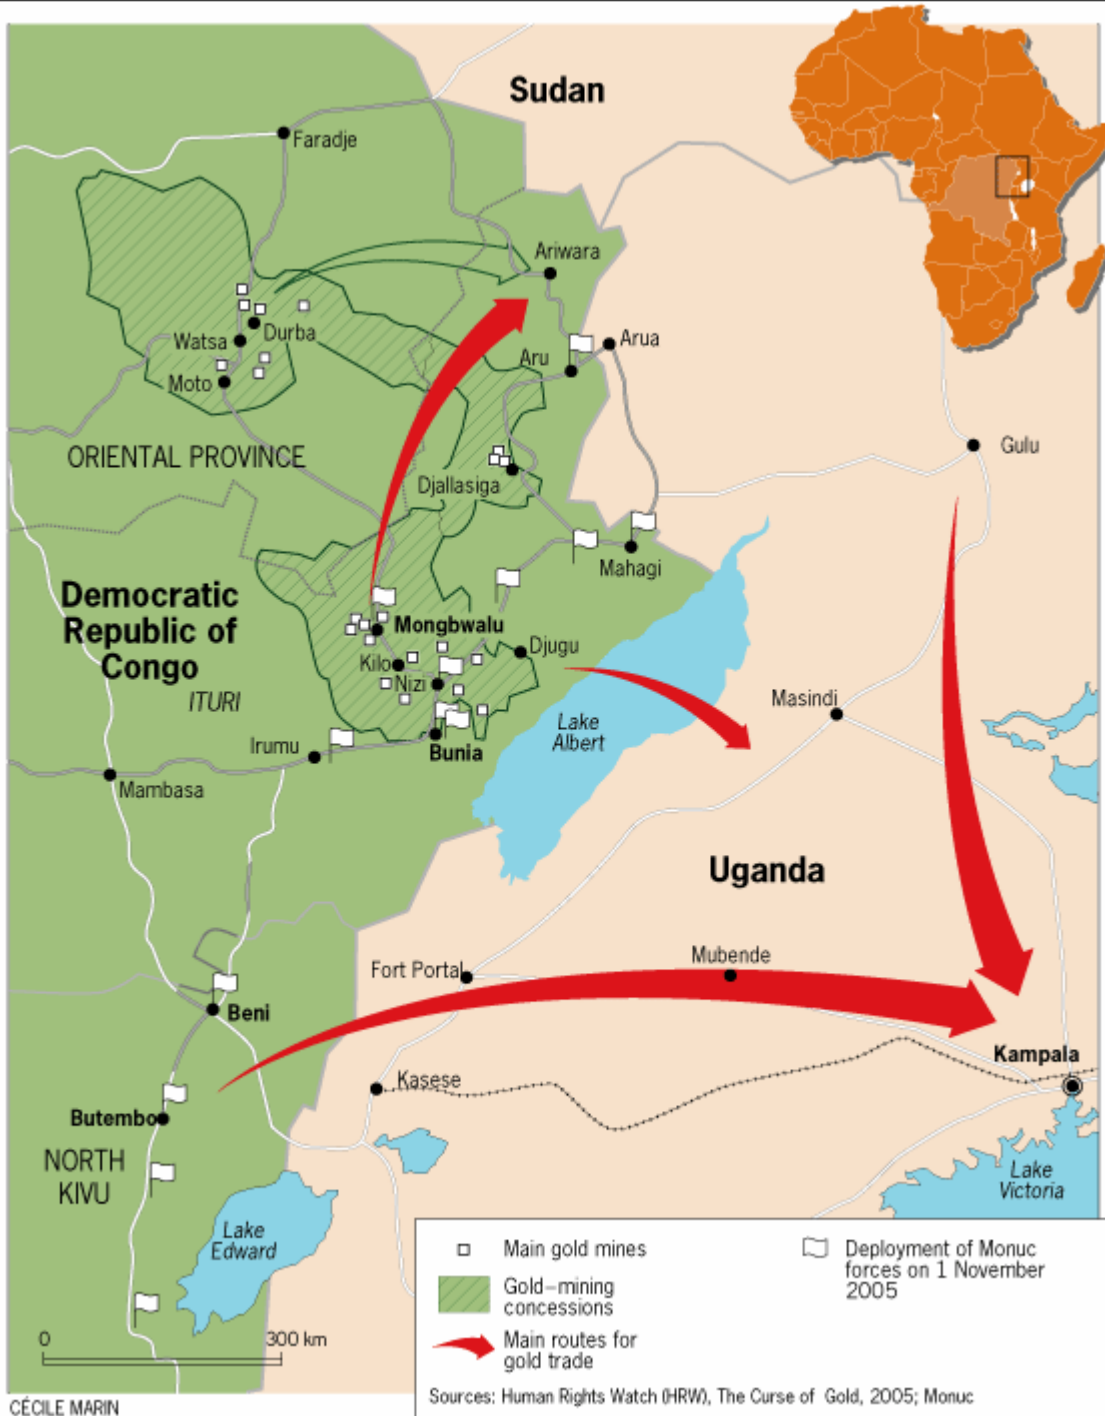 Sudan
Faradje
Ariwara
Durba
Watsa
Arua
Aru
Moto
Gulu
ORIENTAL PROVINCE
Djallasiga
Mahagi
Democratic
Republic of
Congo
Mongbwalu
Djugu
Kilo
Nizi
ITURI
Masindi
Lake
Albert
Irumu
Bunia
Mambasa
Uganda
Mubende
Fort Portal
Beni
Kampala
Kasese
Butembo
NORTH
KIVU
Lake
Victoria
Lake
Edward
Main gold mines
Gold-mining
concessions
Main routes for
gold trade
Deployment of Monuc
forces on 1 November
2005
0 300 km
Sources: Human Rights Watch (HRW), The Curse of Gold, 2005; Monuc
CÉCILE MARIN